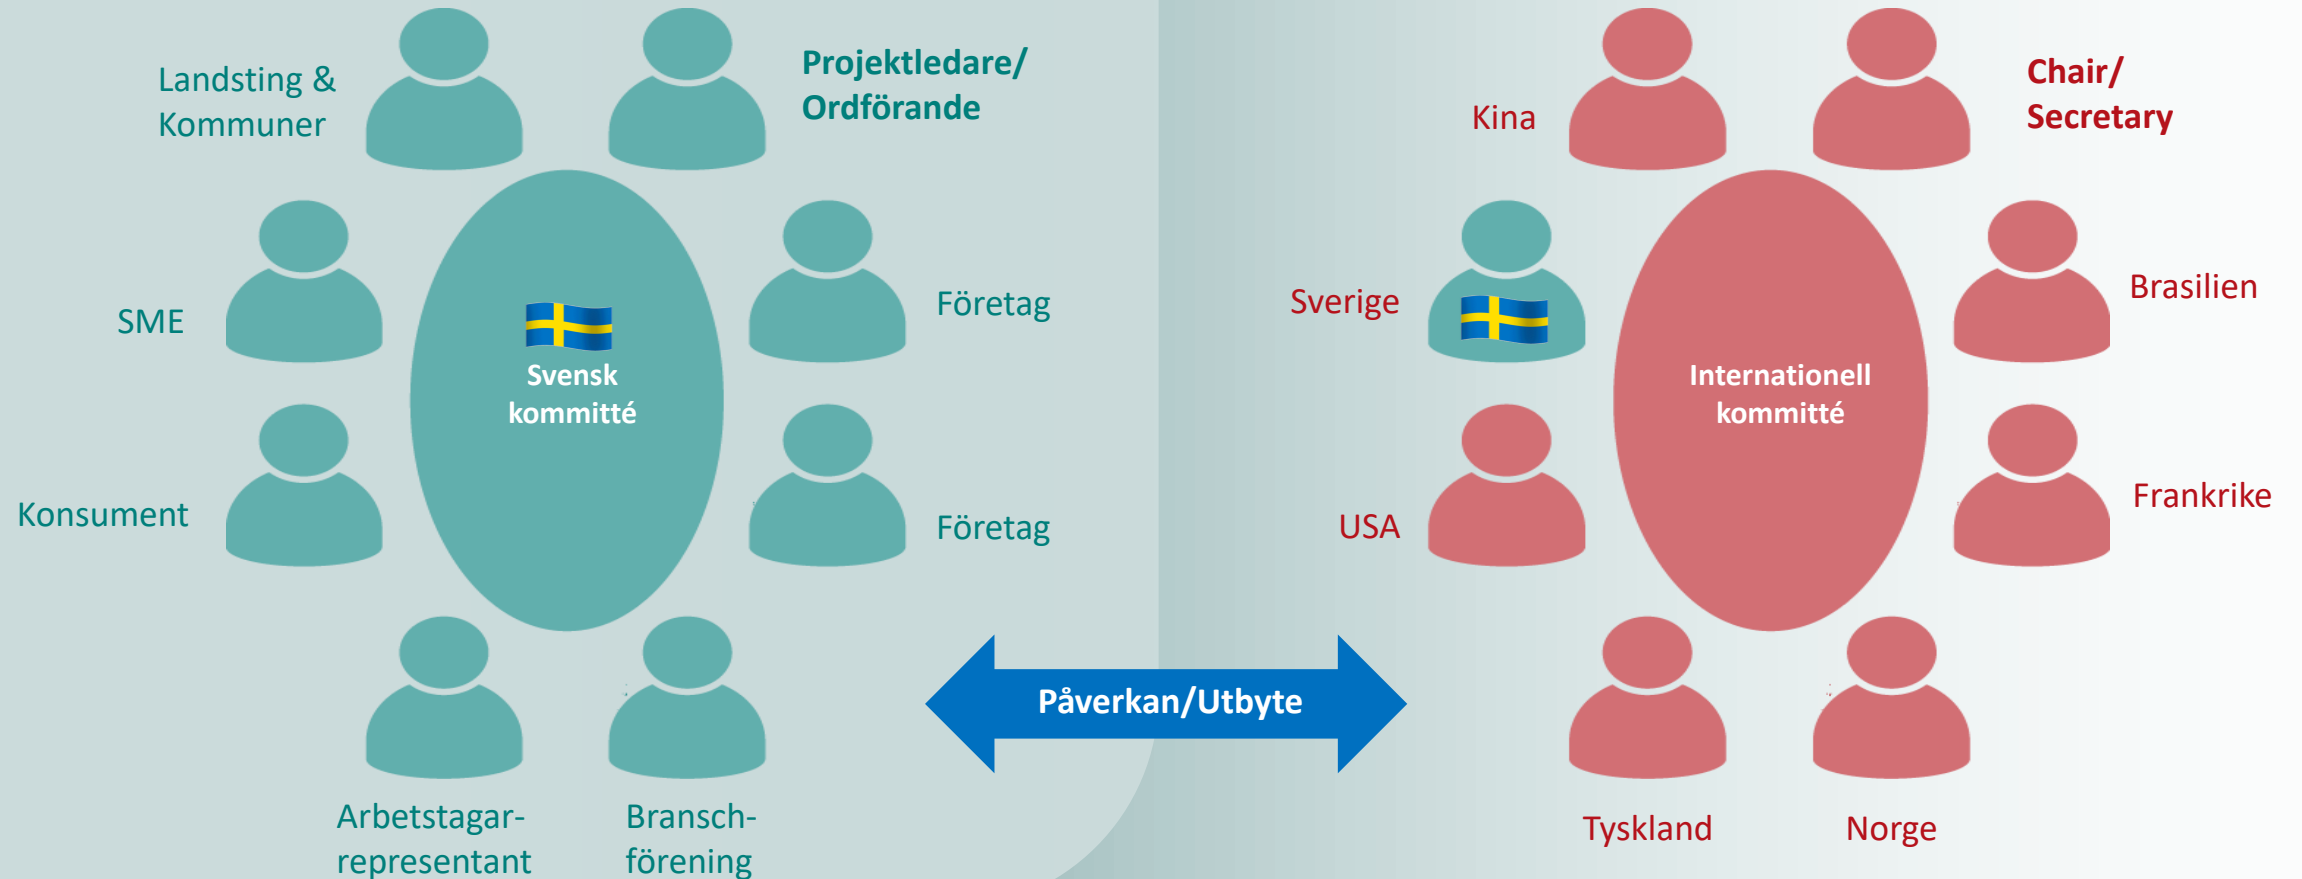 Landsting &
Kommuner
Projektledare/
Ordförande
SME
Företag
Svensk
kommitté
Konsument
Företag
Arbetstagar-
representant
Bransch-
förening
Påverkan/Utbyte
Kina
Chair/
Secretary
Sverige
Brasilien
Internationell
kommitté
USA
Frankrike
Tyskland
Norge